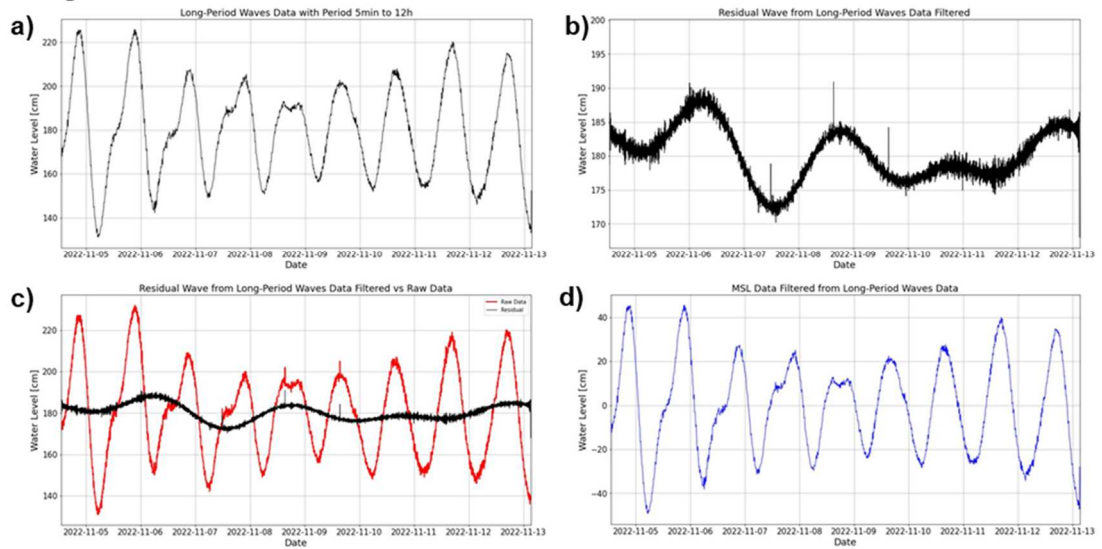 a)
Long-Period Waves Data with Period 5min to 12h
Water Level [cm]
220
200
180
160
140
2022-11-05 2022-11-06 2022-11-07 2022-11-08 2022-11-09 2022-11-10 2022-11-11 2022-11-12 2022-11-13
Date
b)
Residual Wave from Long-Period Waves Data Filtered
Water Level [cm]
200
195
190
185
180
175
170
2022-11-05 2022-11-06 2022-11-07 2022-11-08 2022-11-09 2022-11-10 2022-11-11 2022-11-12 2022-11-13
Date
c)
Residual Wave from Long-Period Waves Data Filtered vs Raw Data
Raw Data
Residual
Water Level [cm]
220
200
180
160
140
2022-11-05 2022-11-06 2022-11-07 2022-11-08 2022-11-09 2022-11-10 2022-11-11 2022-11-12 2022-11-13
Date
d)
MSL Data Filtered from Long-Period Waves Data
Water Level [cm]
40
20
0
−20
−40
2022-11-05 2022-11-06 2022-11-07 2022-11-08 2022-11-09 2022-11-10 2022-11-11 2022-11-12 2022-11-13
Date